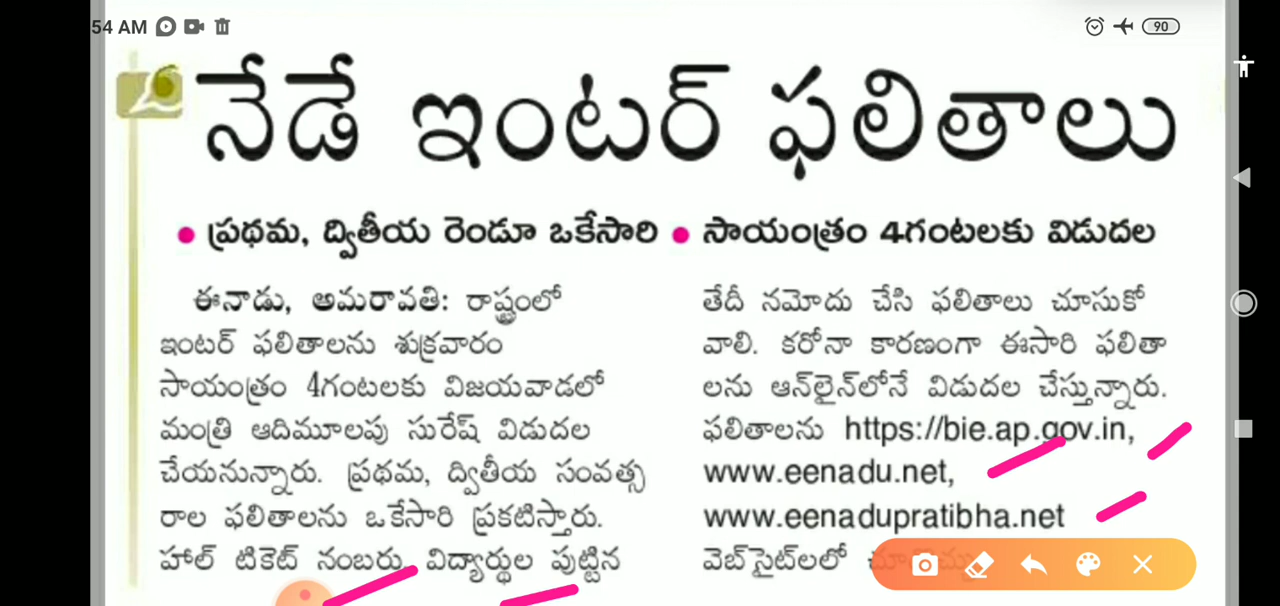 54 AM
90
నేడే ఇంటర్ ఫలితాలు
• ప్రథమ, ద్వితీయ రెండూ ఒకేసారి • సాయంత్రం 4గంటలకు విడుదల
ఈనాడు, అమరావతి: రాష్ట్రంలో
ఇంటర్ ఫలితాలను శుక్రవారం
సాయంత్రం 4గంటలకు విజయవాడలో
మంత్రి ఆదిమూలపు సురేష్ విడుదల
చేయనున్నారు. ప్రథమ, ద్వితీయ సంవత్స
రాల ఫలితాలను ఒకేసారి ప్రకటిస్తారు.
హాల్ టికెట్ నంబరు, విద్యార్థుల పుట్టిన
తేదీ నమోదు చేసి ఫలితాలు చూసుకో
వాలి. కరోనా కారణంగా ఈసారి ఫలితా
లను ఆన్‌లైన్‌లోనే విడుదల చేస్తున్నారు.
ఫలితాలను https://bie.ap.gov.in,
www.eenadu.net,
www.eenadupratibha.net
వెబ్‌సైట్‌లలో